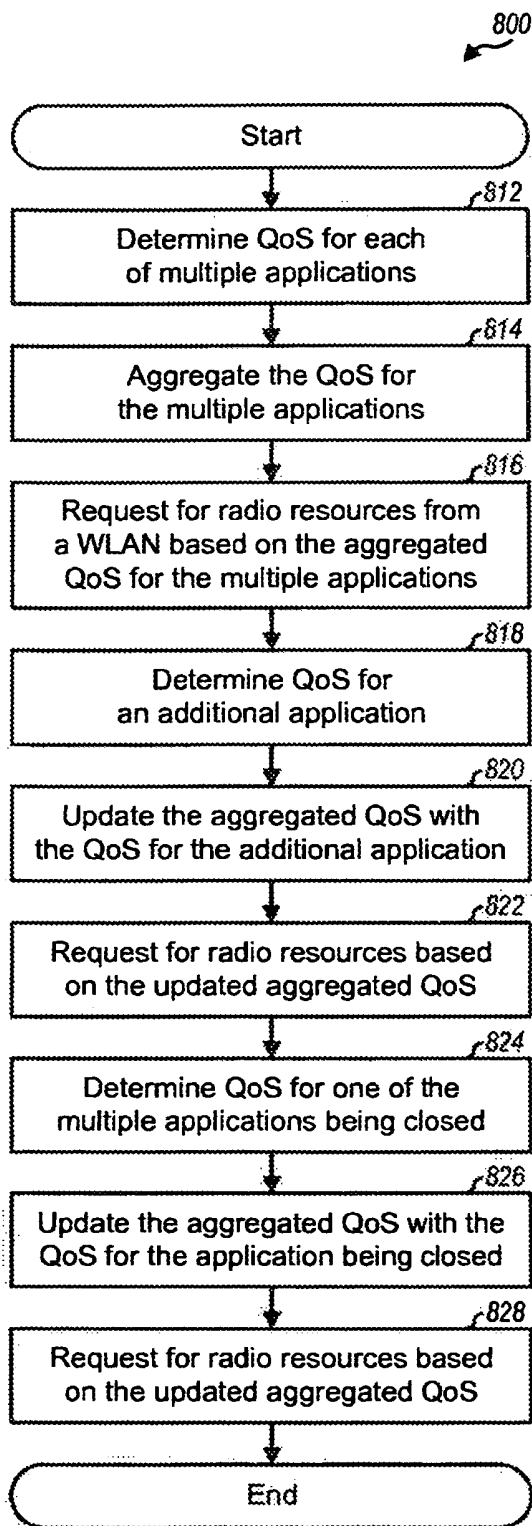 800
Start
812
Determine QoS for each
of multiple applications
814
Aggregate the QoS for
the multiple applications
816
Request for radio resources from
a WLAN based on the aggregated
QoS for the multiple applications
818
Determine QoS for
an additional application
820
Update the aggregated QoS with
the QoS for the additional application
822
Request for radio resources based
on the updated aggregated QoS
824
Determine QoS for one of the
multiple applications being closed
826
Update the aggregated QoS with the
QoS for the application being closed
828
Request for radio resources based
on the updated aggregated QoS
End